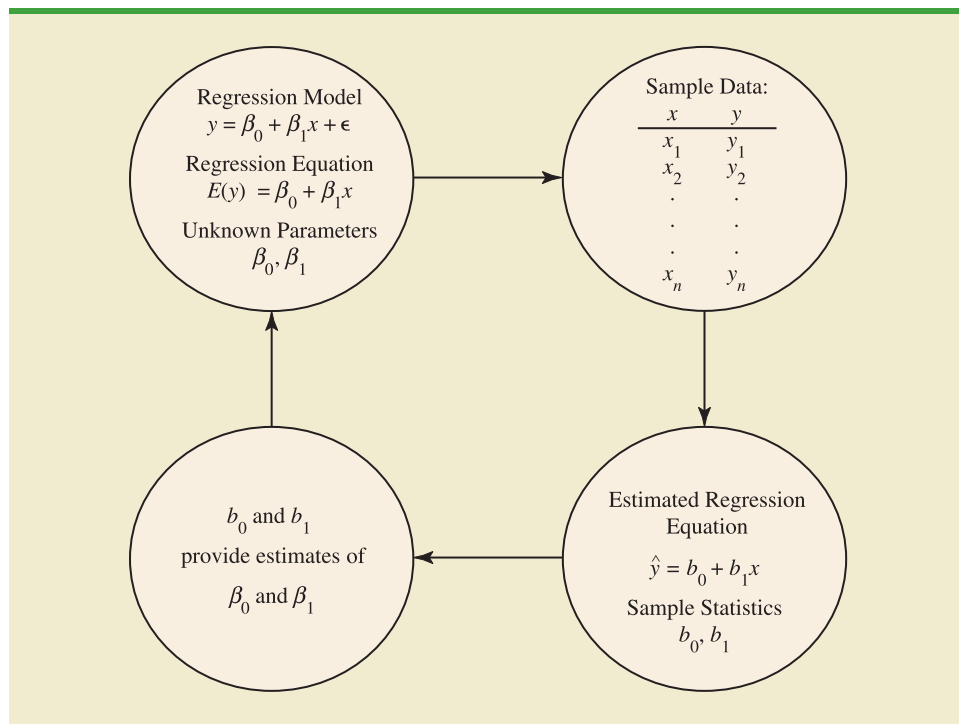 Regression Model
y = β0 + β1x + ϵ
Regression Equation
E(y) = β0 + β1x
Unknown Parameters
β0, β1
Sample Data:
x y
x1 y1
x2 y2
. .
. .
. .
xn yn
Estimated Regression
Equation
ŷ = b0 + b1x
Sample Statistics
b0, b1
b0 and b1
provide estimates of
β0 and β1